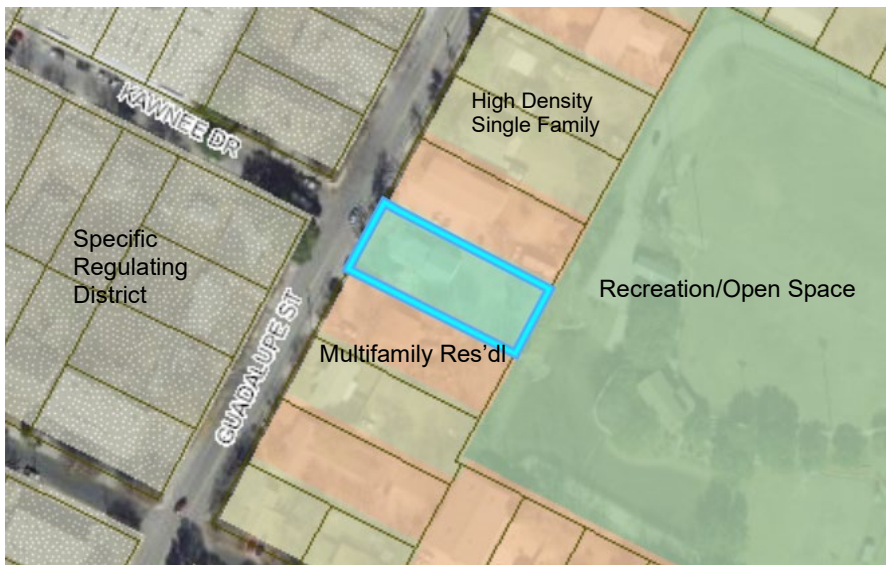 KAWNEE DR
High Density
Single Family
Specific
Regulating
District
Recreation/Open Space
GUADALUPE ST
Multifamily Res'dl